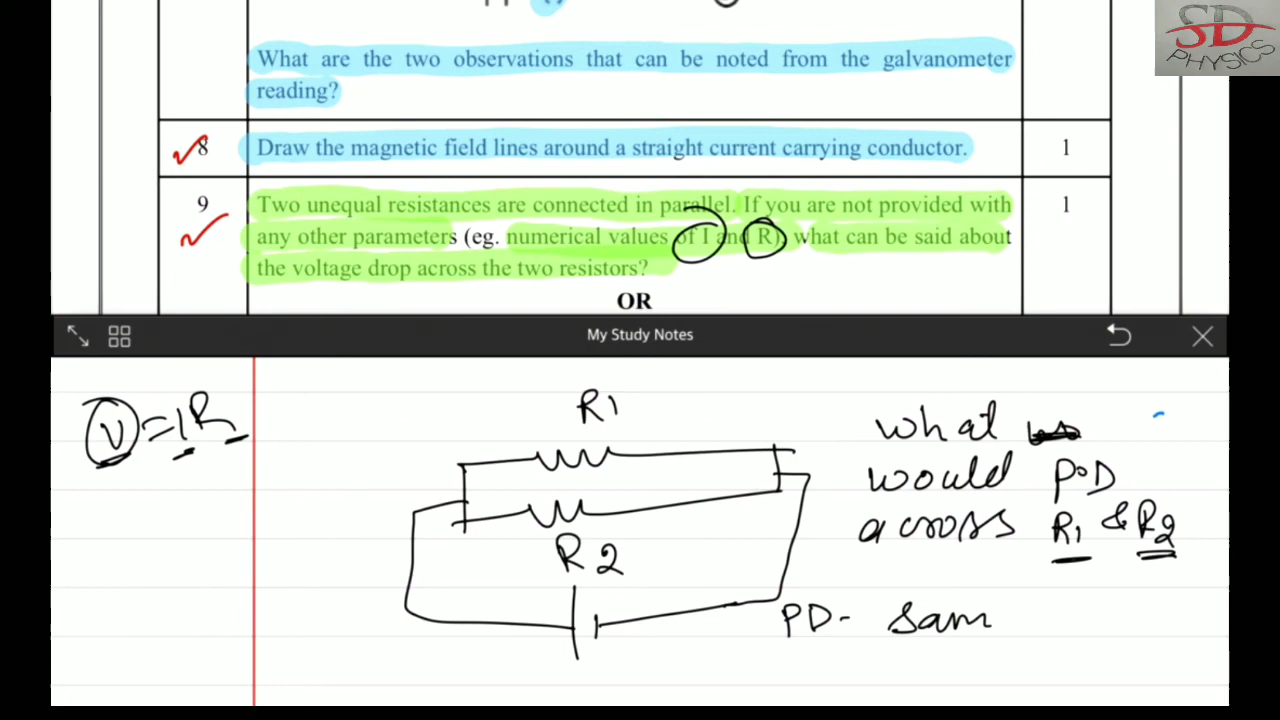 SD
PHYSICS
What are the two observations that can be noted from the galvanometer
reading?
8 Draw the magnetic field lines around a straight current carrying conductor. 1
9 Two unequal resistances are connected in parallel. If you are not provided with 1
any other parameters (eg. numerical values of I and R), what can be said about
the voltage drop across the two resistors?
OR
My Study Notes
V=IR
R1
R2
what
would P.D
across R1 & R2
PD- Sam